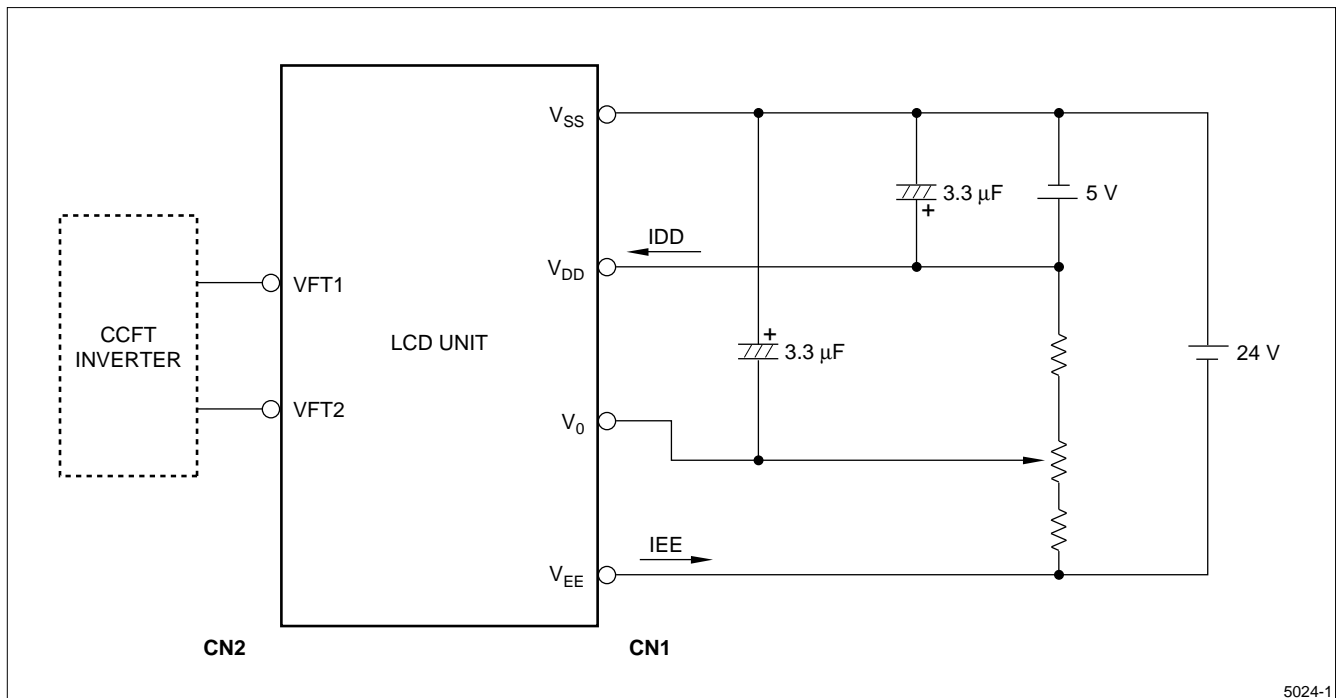 V_SS
3.3 μF
+
5 V
IDD
V_DD
VFT1
CCFT
INVERTER
LCD UNIT
+
3.3 μF
24 V
VFT2
V_0
IEE
V_EE
CN2
CN1
5024-1